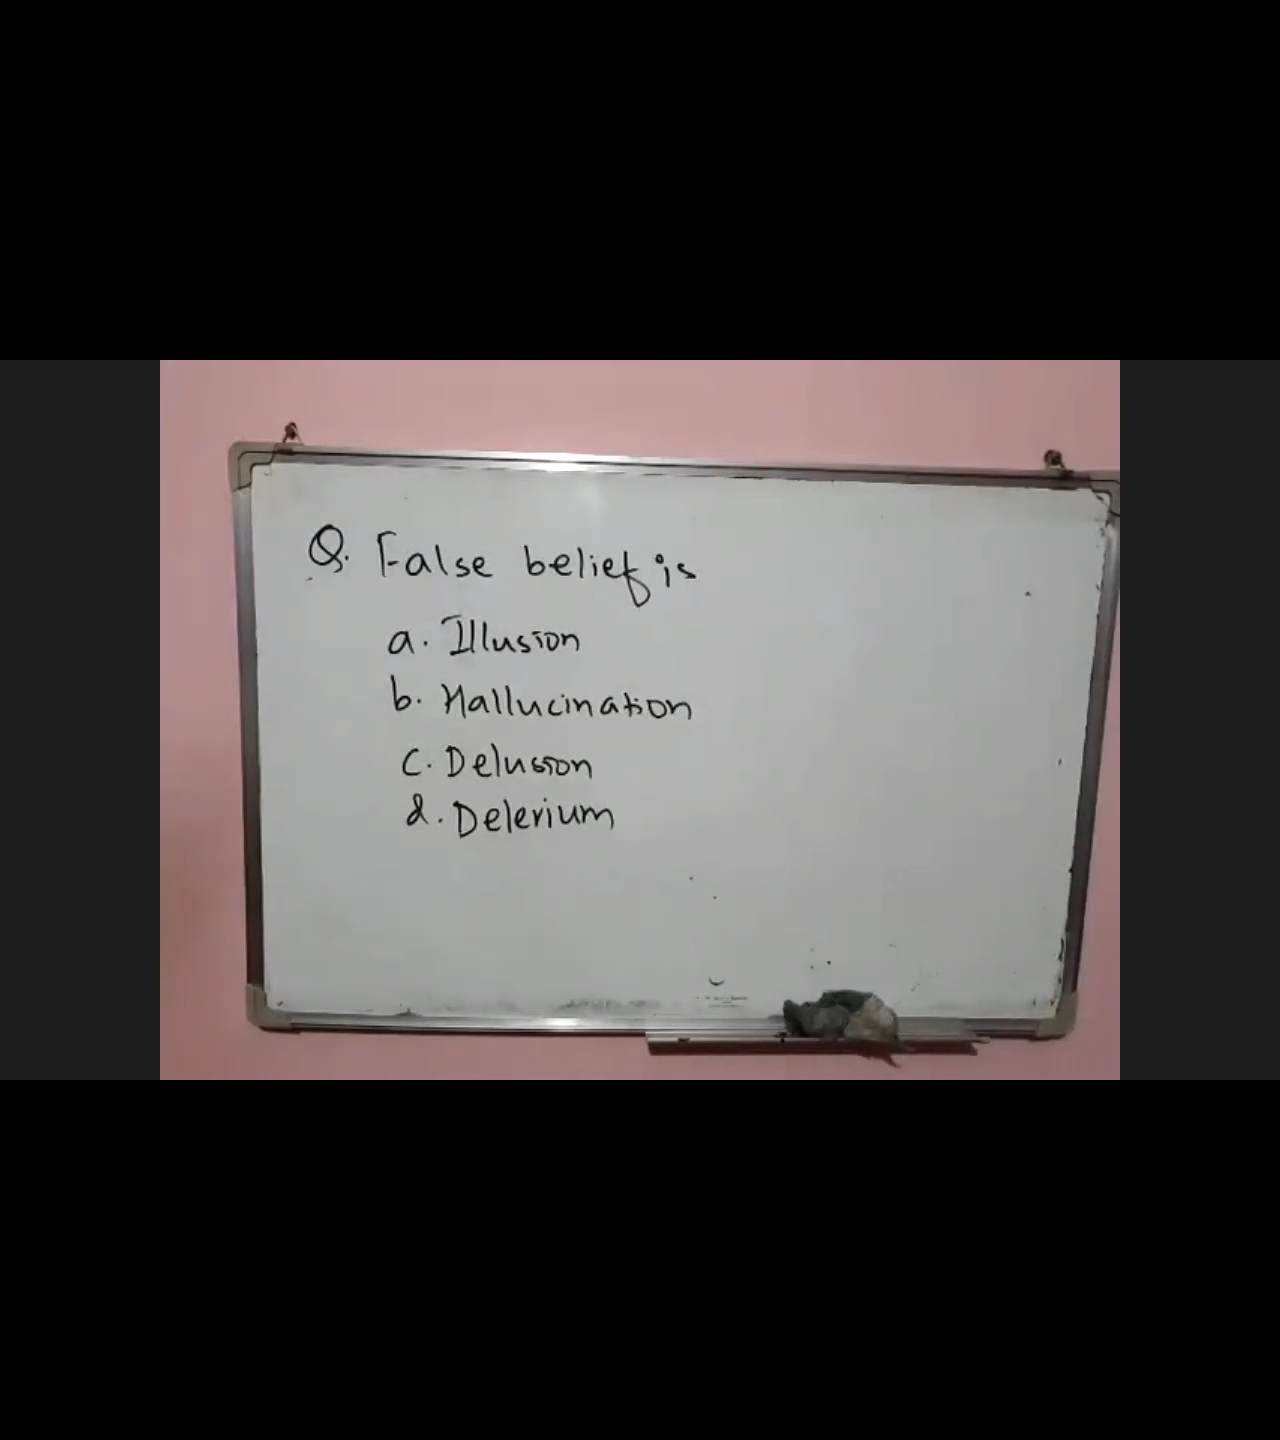 Q. False belief is
a. Illusion
b. Hallucination
c. Delusion
d. Delerium